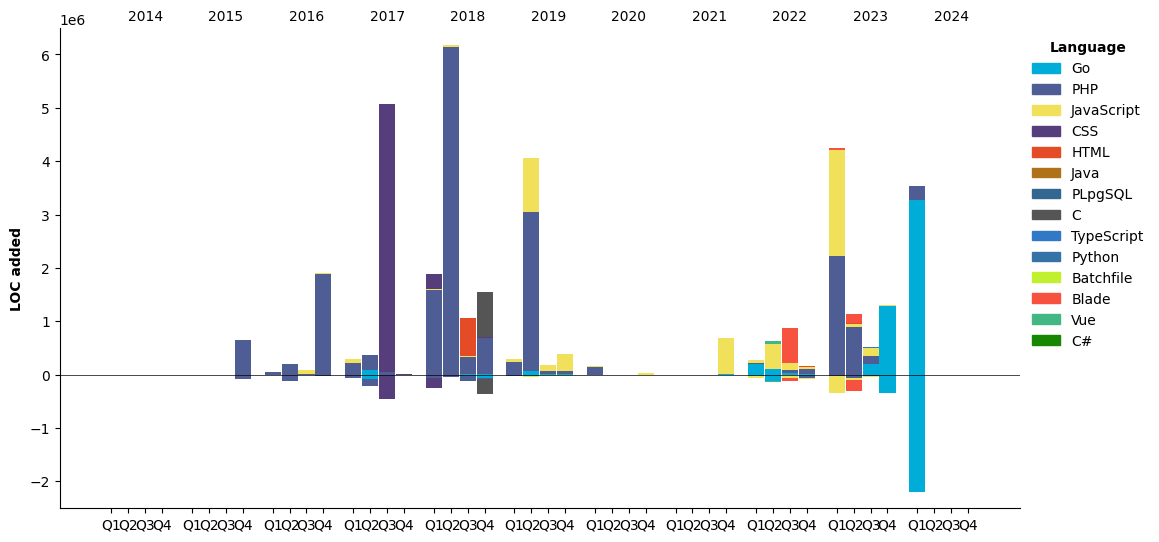 2014 2015 2016 2017 2018 2019 2020 2021 2022 2023 2024
1e6
6
5
4
3
2
1
0
−1
−2
LOC added
Q1Q2Q3Q4 Q1Q2Q3Q4 Q1Q2Q3Q4 Q1Q2Q3Q4 Q1Q2Q3Q4 Q1Q2Q3Q4 Q1Q2Q3Q4 Q1Q2Q3Q4 Q1Q2Q3Q4 Q1Q2Q3Q4 Q1Q2Q3Q4
Language
Go
PHP
JavaScript
CSS
HTML
Java
PLpgSQL
C
TypeScript
Python
Batchfile
Blade
Vue
C#